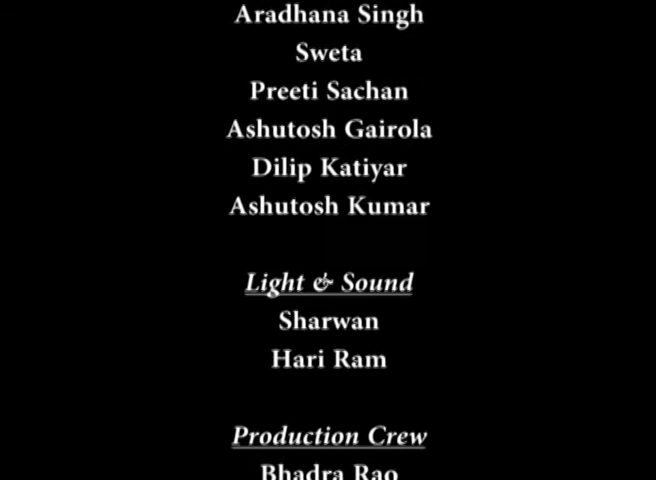 Aradhana Singh
Sweta
Preeti Sachan
Ashutosh Gairola
Dilip Katiyar
Ashutosh Kumar
Light & Sound
Sharwan
Hari Ram
Production Crew
Bhadra Rao